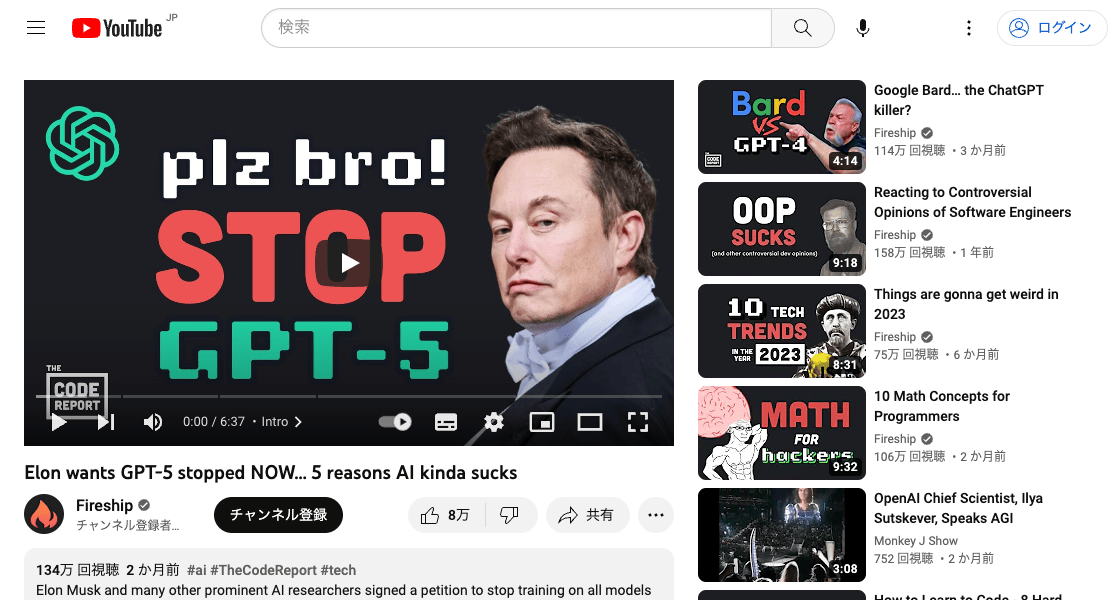 YouTube JP
検索
ログイン
plz bro!
STOP
GPT-5
THE
CODE
REPORT
0:00 / 6:37 • Intro
Elon wants GPT-5 stopped NOW... 5 reasons AI kinda sucks
Fireship
チャンネル登録者…
チャンネル登録
8万
共有
134万 回視聴 2 か月前 #ai #TheCodeReport #tech
Elon Musk and many other prominent AI researchers signed a petition to stop training on all models
Bard
VS
GPT-4
CODE
REPORT
4:14
Google Bard… the ChatGPT
killer?
Fireship
114万 回視聴 • 3 か月前
OOP
SUCKS
(and other controversial dev opinions)
9:18
Reacting to Controversial
Opinions of Software Engineers
Fireship
158万 回視聴 • 1 年前
10 TECH
TRENDS
IN THE
YEAR
2023
8:31
Things are gonna get weird in
2023
Fireship
75万 回視聴 • 6 か月前
MATH
FOR
hackers
9:32
10 Math Concepts for
Programmers
Fireship
106万 回視聴 • 2 か月前
3:08
OpenAI Chief Scientist, Ilya
Sutskever, Speaks AGI
Monkey J Show
752 回視聴 • 2 か月前
How to Learn to Code - 8 Hard